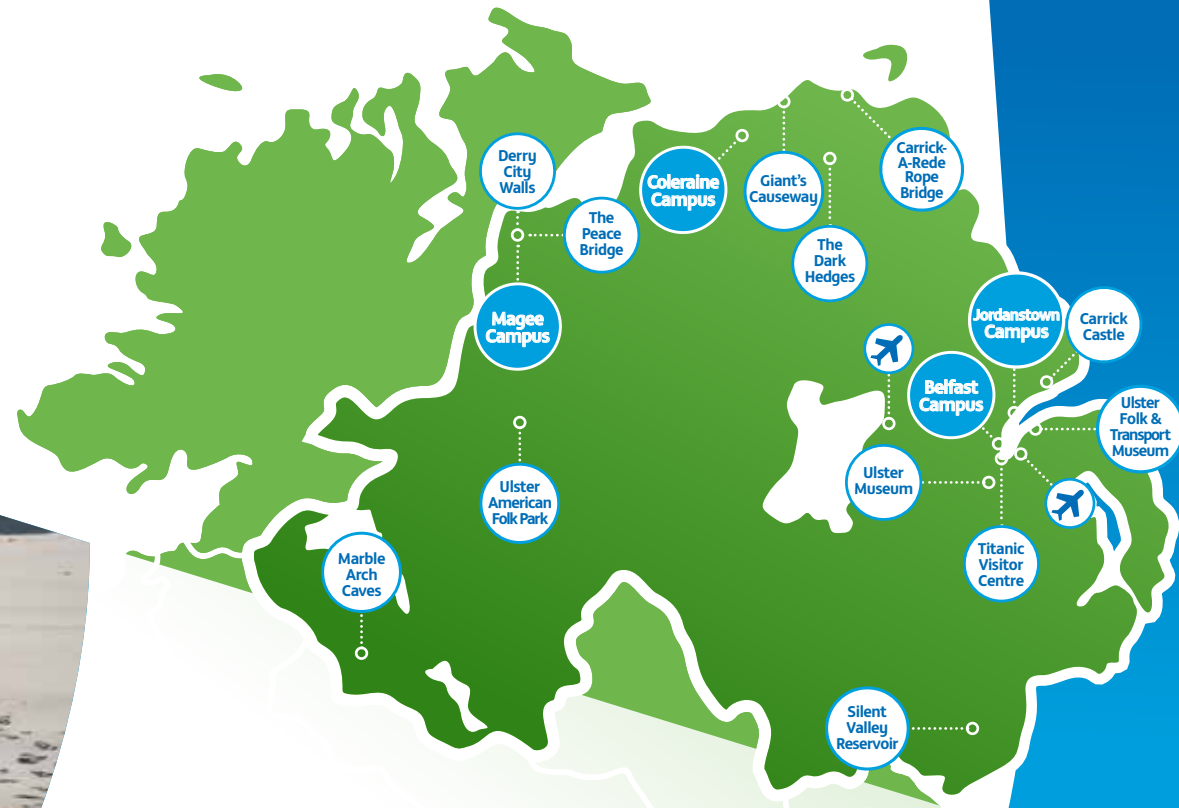 Derry
City
Walls
The
Peace
Bridge
Coleraine
Campus
Giant's
Causeway
Carrick-
A-Rede
Rope
Bridge
The
Dark
Hedges
Magee
Campus
Jordanstown
Campus
Carrick
Castle
Belfast
Campus
Ulster
Folk &
Transport
Museum
Ulster
American
Folk Park
Ulster
Museum
Marble
Arch
Caves
Titanic
Visitor
Centre
Silent
Valley
Reservoir